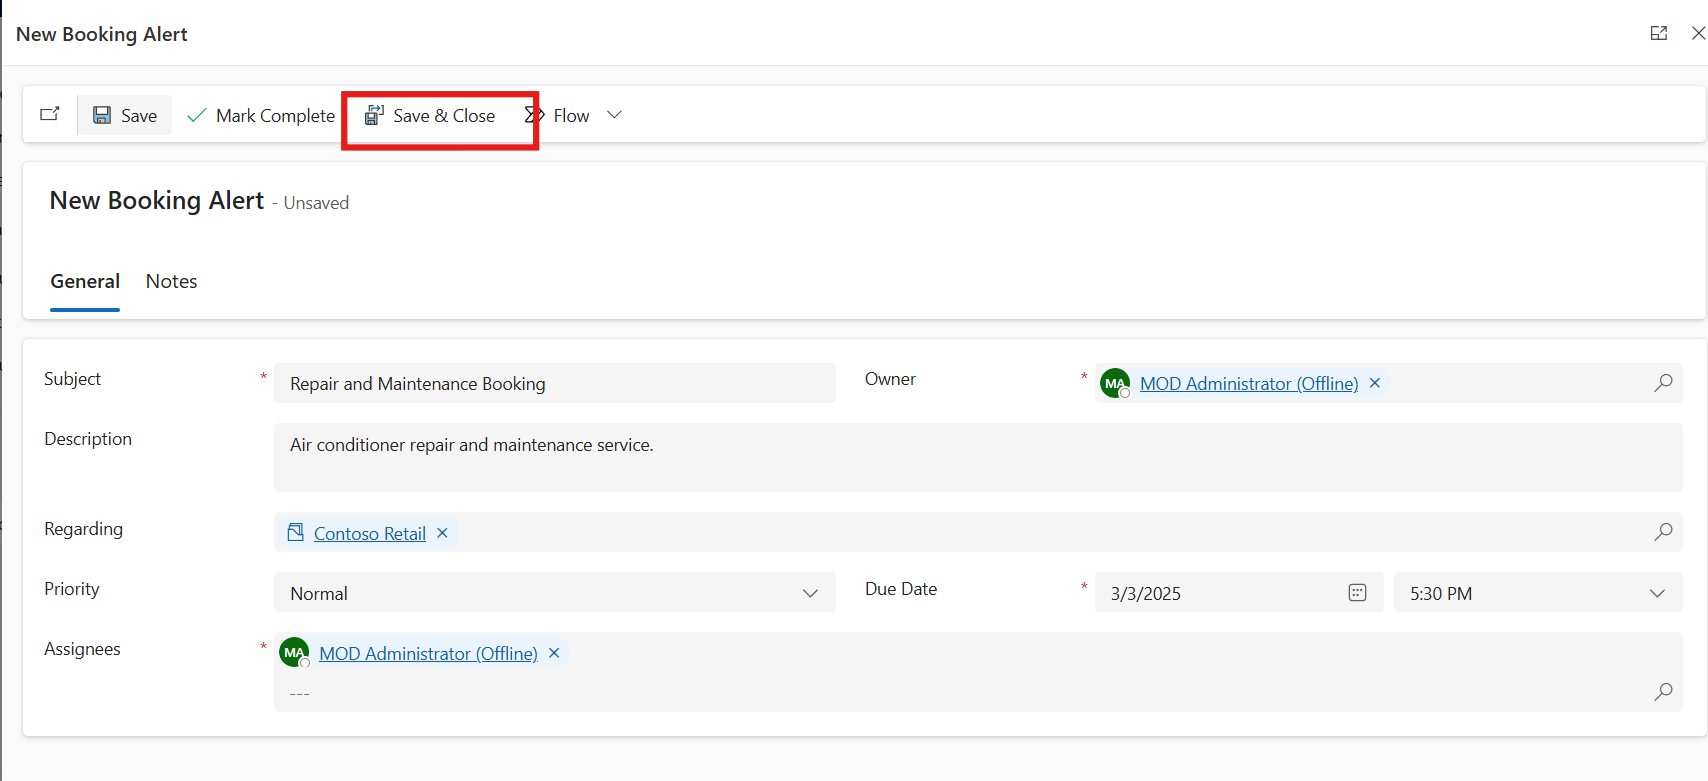 New Booking Alert
Save Mark Complete Save & Close Flow
New Booking Alert - Unsaved
General Notes
Subject * Repair and Maintenance Booking Owner * MA MOD Administrator (Offline)
Description Air conditioner repair and maintenance service.
Regarding Contoso Retail
Priority Normal Due Date * 3/3/2025 5:30 PM
Assignees * MA MOD Administrator (Offline)
---